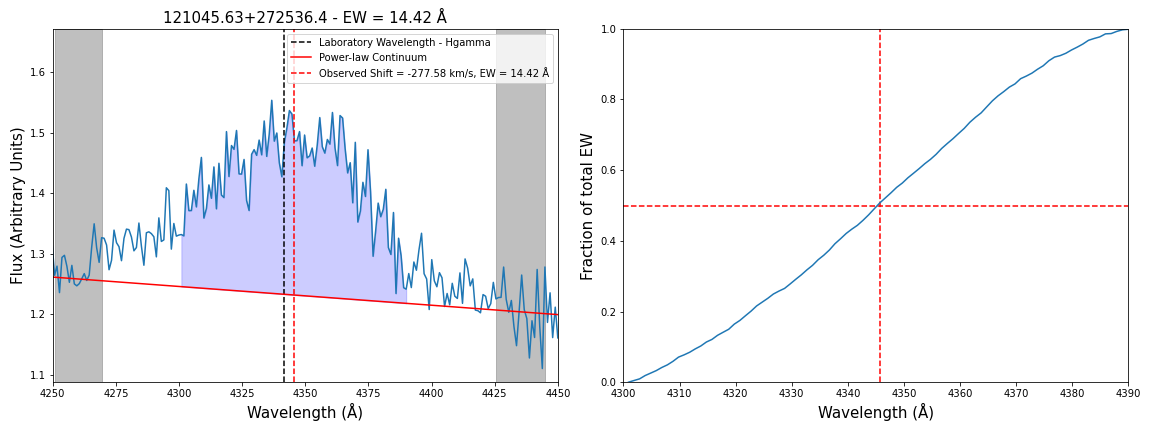 121045.63+272536.4 - EW = 14.42 Å
Laboratory Wavelength - Hgamma
Power-law Continuum
Observed Shift = -277.58 km/s, EW = 14.42 Å
Flux (Arbitrary Units)
1.6
1.5
1.4
1.3
1.2
1.1
4250 4275 4300 4325 4350 4375 4400 4425 4450
Wavelength (Å)
Fraction of total EW
1.0
0.8
0.6
0.4
0.2
0.0
4300 4310 4320 4330 4340 4350 4360 4370 4380 4390
Wavelength (Å)